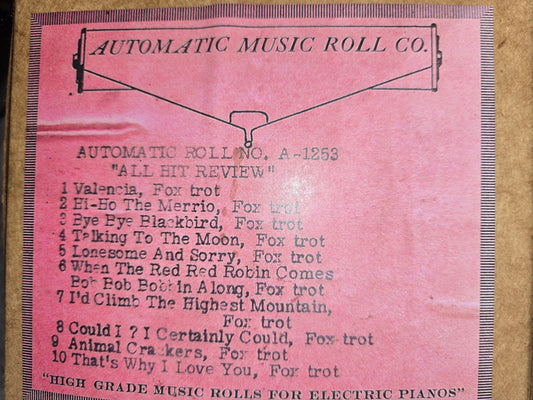 AUTOMATIC MUSIC ROLL CO.
AUTOMATIC ROLL NO. A-1253
"ALL HIT REVIEW"
1 Valencia, Fox trot
2 Hi-Ho The Merrio, Fox trot
3 Bye Bye Blackbird, Fox trot
4 Talking To The Moon, Fox trot
5 Lonesome And Sorry, Fox trot
6 When The Red Red Robin Comes
Bob Bob Bobbin Along, Fox trot
7 I'd Climb The Highest Mountain,
Fox trot
8 Could I ? I Certainly Could, Fox trot
9 Animal Crackers, Fox trot
10 That's Why I Love You, Fox trot
"HIGH GRADE MUSIC ROLLS FOR ELECTRIC PIANOS"